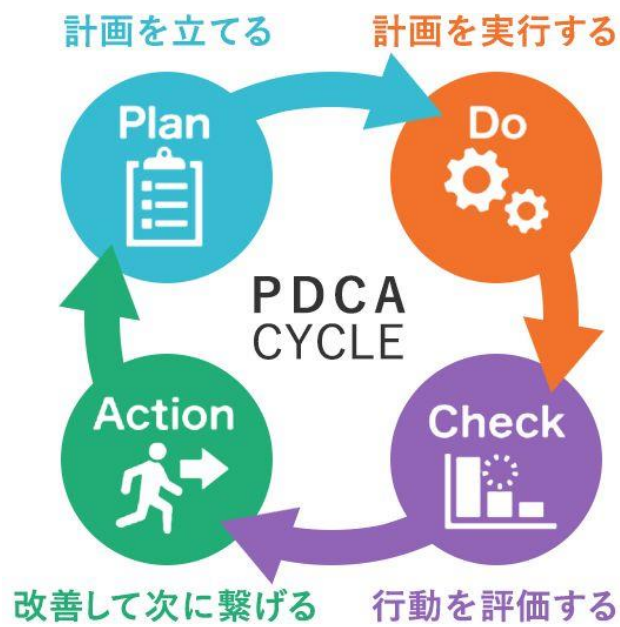 計画を立てる
計画を実行する
Plan
Do
PDCA
CYCLE
Action
Check
改善して次に繋げる
行動を評価する